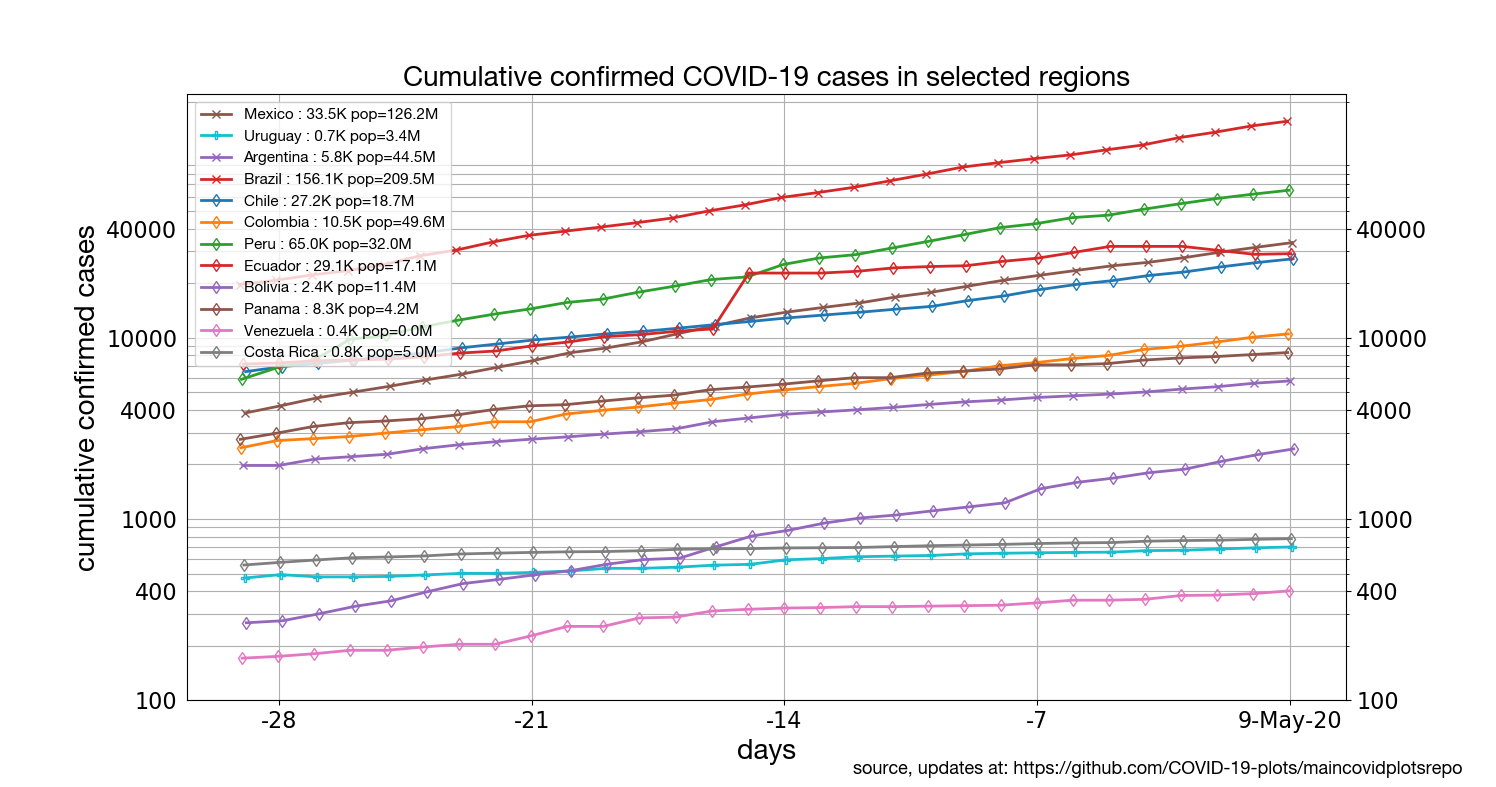 Cumulative confirmed COVID-19 cases in selected regions
Mexico : 33.5K pop=126.2M
Uruguay : 0.7K pop=3.4M
Argentina : 5.8K pop=44.5M
Brazil : 156.1K pop=209.5M
Chile : 27.2K pop=18.7M
Colombia : 10.5K pop=49.6M
Peru : 65.0K pop=32.0M
Ecuador : 29.1K pop=17.1M
Bolivia : 2.4K pop=11.4M
Panama : 8.3K pop=4.2M
Venezuela : 0.4K pop=0.0M
Costa Rica : 0.8K pop=5.0M
cumulative confirmed cases
40000
10000
4000
1000
400
100
40000
10000
4000
1000
400
100
-28
-21
-14
-7
9-May-20
days
source, updates at: https://github.com/COVID-19-plots/maincovidplotsrepo